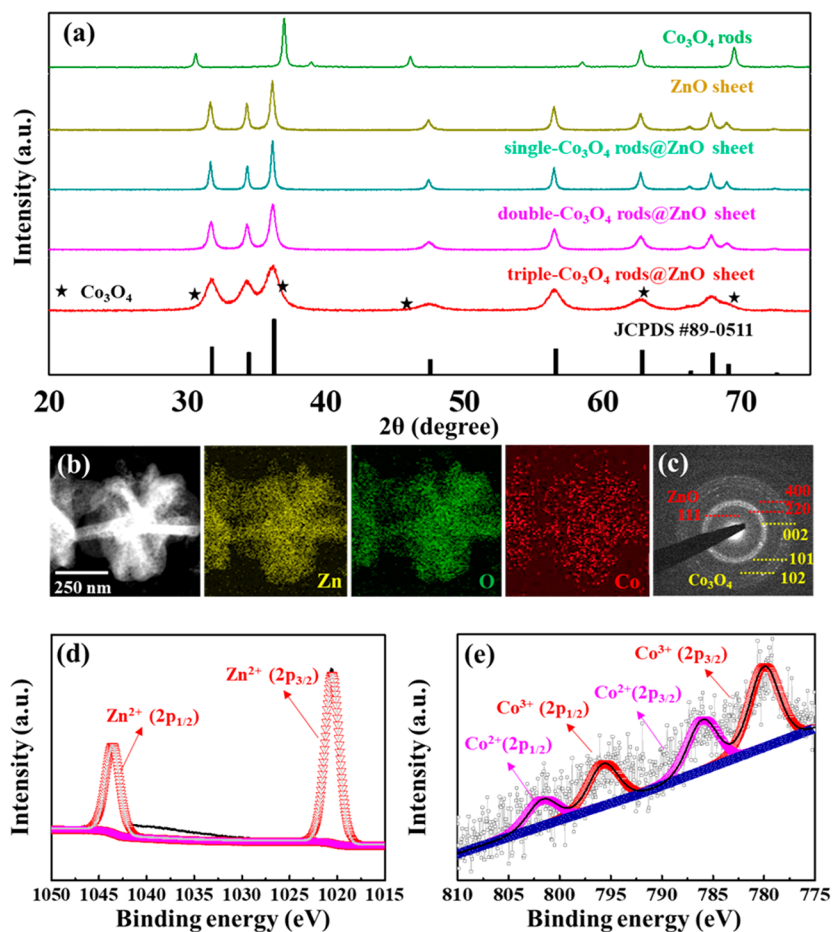 (a)
Co₃O₄ rods
ZnO sheet
single-Co₃O₄ rods@ZnO sheet
double-Co₃O₄ rods@ZnO sheet
triple-Co₃O₄ rods@ZnO sheet
★ Co₃O₄
JCPDS #89-0511
Intensity (a.u.)
20 30 40 50 60 70
2θ (degree)
(b)
250 nm
Zn
O
Co
(c)
ZnO
111
400
220
002
101
102
Co₃O₄
(d)
Zn²⁺ (2p₁/₂)
Zn²⁺ (2p₃/₂)
Intensity (a.u.)
1050 1045 1040 1035 1030 1025 1020 1015
Binding energy (eV)
(e)
Co³⁺ (2p₃/₂)
Co²⁺ (2p₃/₂)
Co³⁺ (2p₁/₂)
Co²⁺(2p₁/₂)
Intensity (a.u.)
810 805 800 795 790 785 780 775
Binding energy (eV)